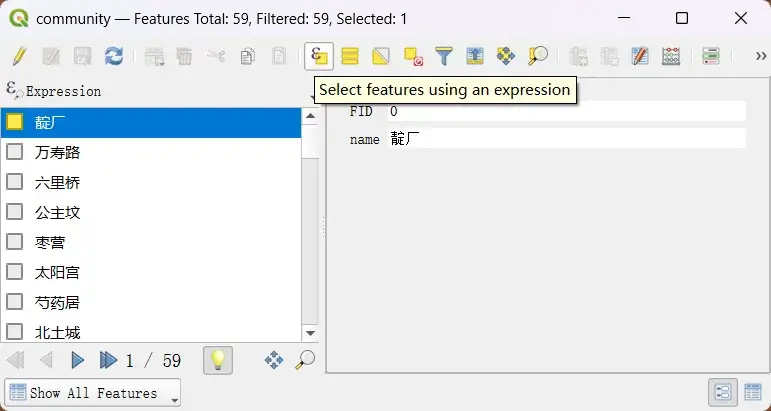 community — Features Total: 59, Filtered: 59, Selected: 1
Expression
Select features using an expression
FID 0
name 靛厂
靛厂
万寿路
六里桥
公主坟
枣营
太阳宫
芍药居
北土城
1 / 59
Show All Features